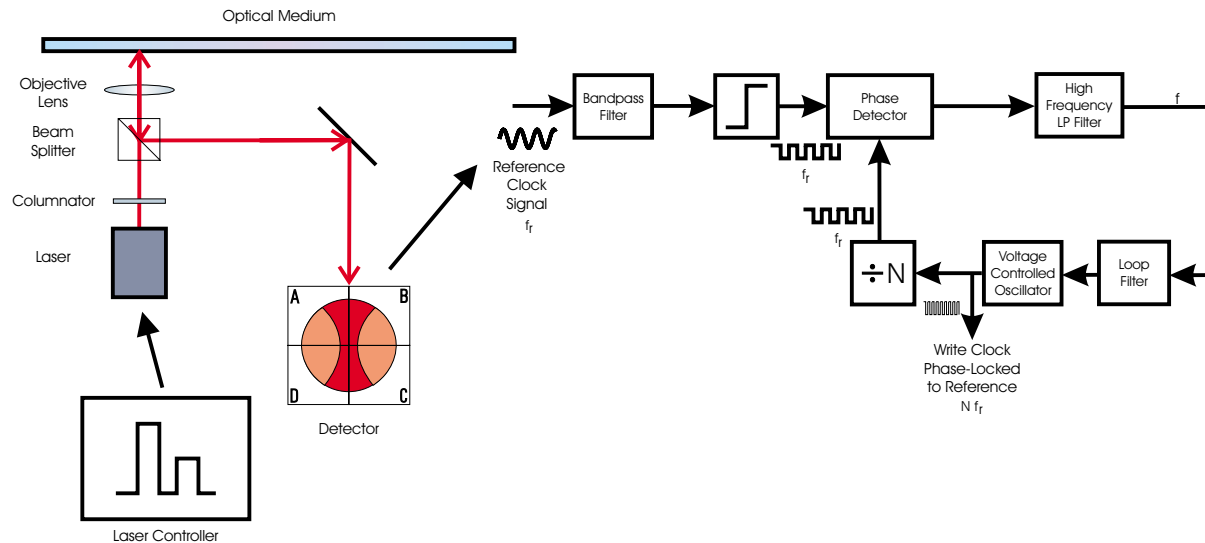 Optical Medium
Objective
Lens
Beam
Splitter
Columnator
Laser
Laser Controller
A
B
D
C
Detector
Reference
Clock
Signal
fr
Bandpass
Filter
fr
Phase
Detector
High
Frequency
LP Filter
f
fr
÷N
Voltage
Controlled
Oscillator
Loop
Filter
Write Clock
Phase-Locked
to Reference
N fr